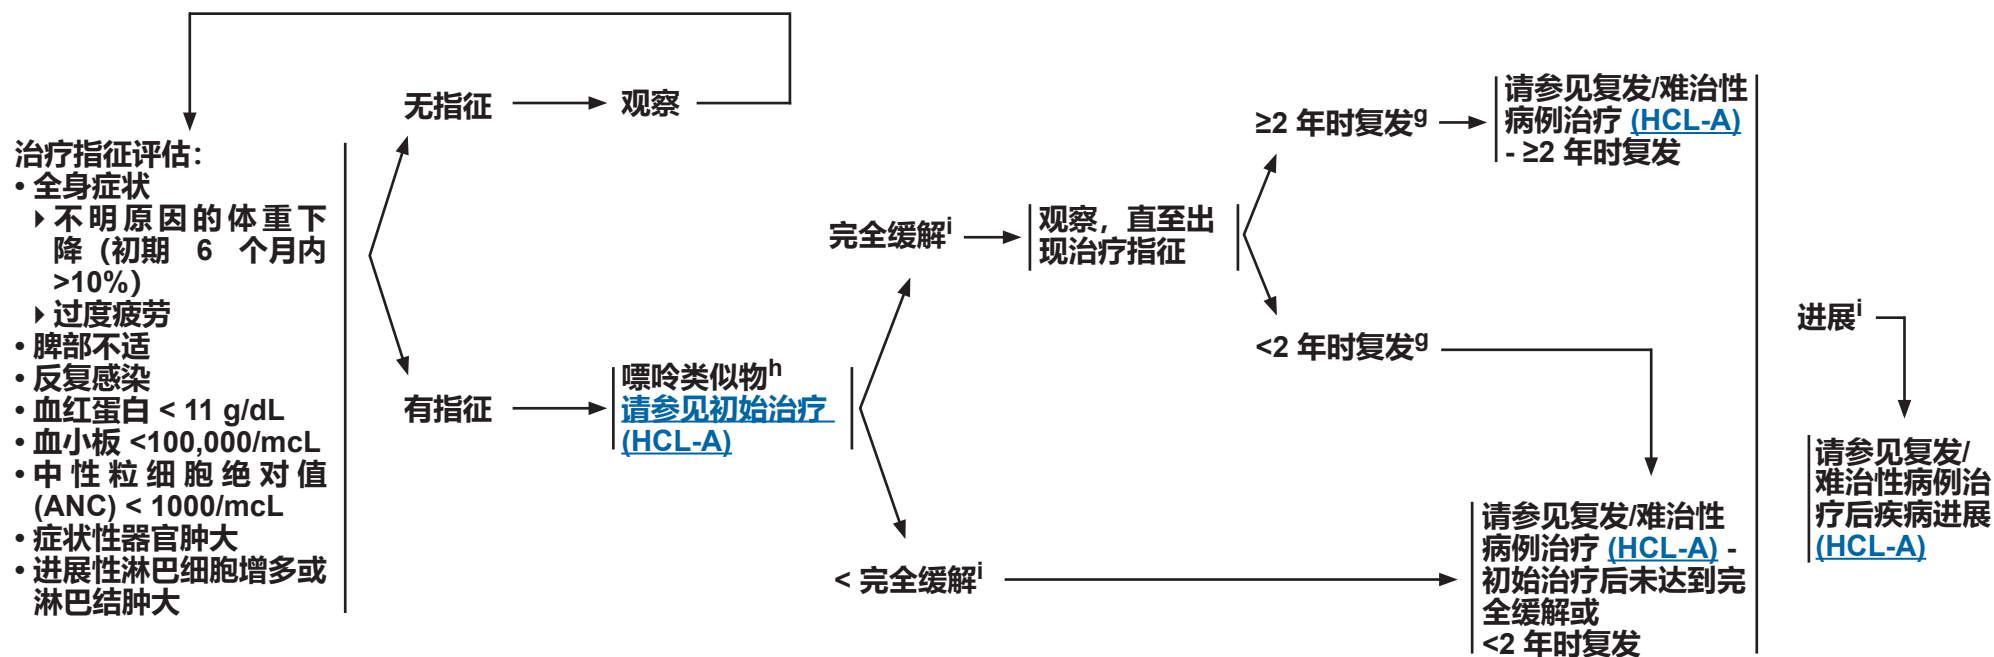 治疗指征评估:
• 全身症状
▸ 不明原因的体重下
降 (初期 6 个月内
>10%)
▸ 过度疲劳
• 脾部不适
• 反复感染
• 血红蛋白 < 11 g/dL
• 血小板 <100,000/mcL
• 中性粒细胞绝对值
(ANC) < 1000/mcL
• 症状性器官肿大
• 进展性淋巴细胞增多或
淋巴结肿大
无指征
观察
有指征
嘌呤类似物h
请参见初始治疗
(HCL-A)
完全缓解i
观察，直至出
现治疗指征
< 完全缓解i
≥2 年时复发g
请参见复发/难治性
病例治疗 (HCL-A)
- ≥2 年时复发
<2 年时复发g
请参见复发/难治性
病例治疗 (HCL-A) -
初始治疗后未达到完
全缓解或
<2 年时复发
进展i
请参见复发/
难治性病例治
疗后疾病进展
(HCL-A)